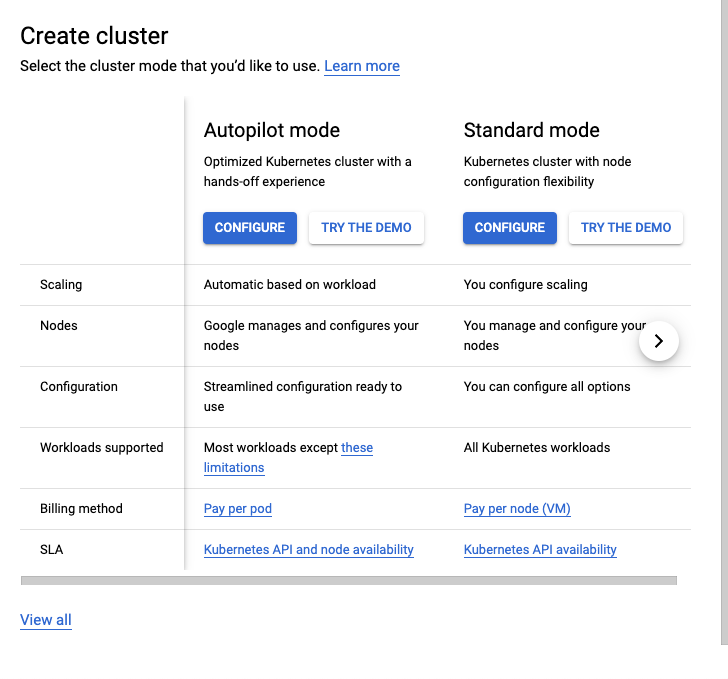 Create cluster
Select the cluster mode that you’d like to use. Learn more
Autopilot mode
Optimized Kubernetes cluster with a
hands-off experience
CONFIGURE
TRY THE DEMO
Standard mode
Kubernetes cluster with node
configuration flexibility
CONFIGURE
TRY THE DEMO
Scaling
Automatic based on workload
You configure scaling
Nodes
Google manages and configures your
nodes
You manage and configure your
nodes
Configuration
Streamlined configuration ready to
use
You can configure all options
Workloads supported
Most workloads except these
limitations
All Kubernetes workloads
Billing method
Pay per pod
Pay per node (VM)
SLA
Kubernetes API and node availability
Kubernetes API availability
View all